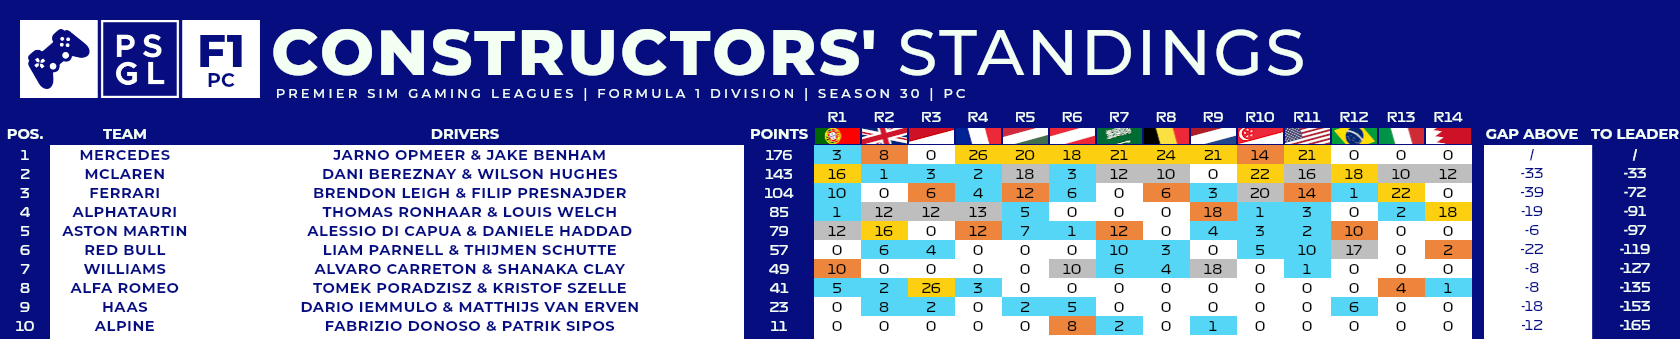 PS
GL
F1
PC
CONSTRUCTORS' STANDINGS
PREMIER SIM GAMING LEAGUES | FORMULA 1 DIVISION | SEASON 30 | PC
R1 R2 R3 R4 R5 R6 R7 R8 R9 R10 R11 R12 R13 R14
POS. TEAM DRIVERS POINTS GAP ABOVE TO LEADER
1 MERCEDES JARNO OPMEER & JAKE BENHAM 176 3 8 0 26 20 18 21 24 21 14 21 0 0 0 / /
2 MCLAREN DANI BEREZNAY & WILSON HUGHES 143 16 1 3 2 18 3 12 10 0 22 16 18 10 12 -33 -33
3 FERRARI BRENDON LEIGH & FILIP PRESNAJDER 104 10 0 6 4 12 6 0 6 3 20 14 1 22 0 -39 -72
4 ALPHATAURI THOMAS RONHAAR & LOUIS WELCH 85 1 12 12 13 5 0 0 0 18 1 3 0 2 18 -19 -91
5 ASTON MARTIN ALESSIO DI CAPUA & DANIELE HADDAD 79 12 16 0 12 7 1 12 0 4 3 2 10 0 0 -6 -97
6 RED BULL LIAM PARNELL & THIJMEN SCHUTTE 57 0 6 4 0 0 0 10 3 0 5 10 17 0 2 -22 -119
7 WILLIAMS ALVARO CARRETON & SHANAKA CLAY 49 10 0 0 0 0 10 6 4 18 0 1 0 0 0 -8 -127
8 ALFA ROMEO TOMEK PORADZISZ & KRISTOF SZELLE 41 5 2 26 3 0 0 0 0 0 0 0 0 4 1 -8 -135
9 HAAS DARIO IEMMULO & MATTHIJS VAN ERVEN 23 0 8 2 0 2 5 0 0 0 0 0 6 0 0 -18 -153
10 ALPINE FABRIZIO DONOSO & PATRIK SIPOS 11 0 0 0 0 0 8 2 0 1 0 0 0 0 0 -12 -165